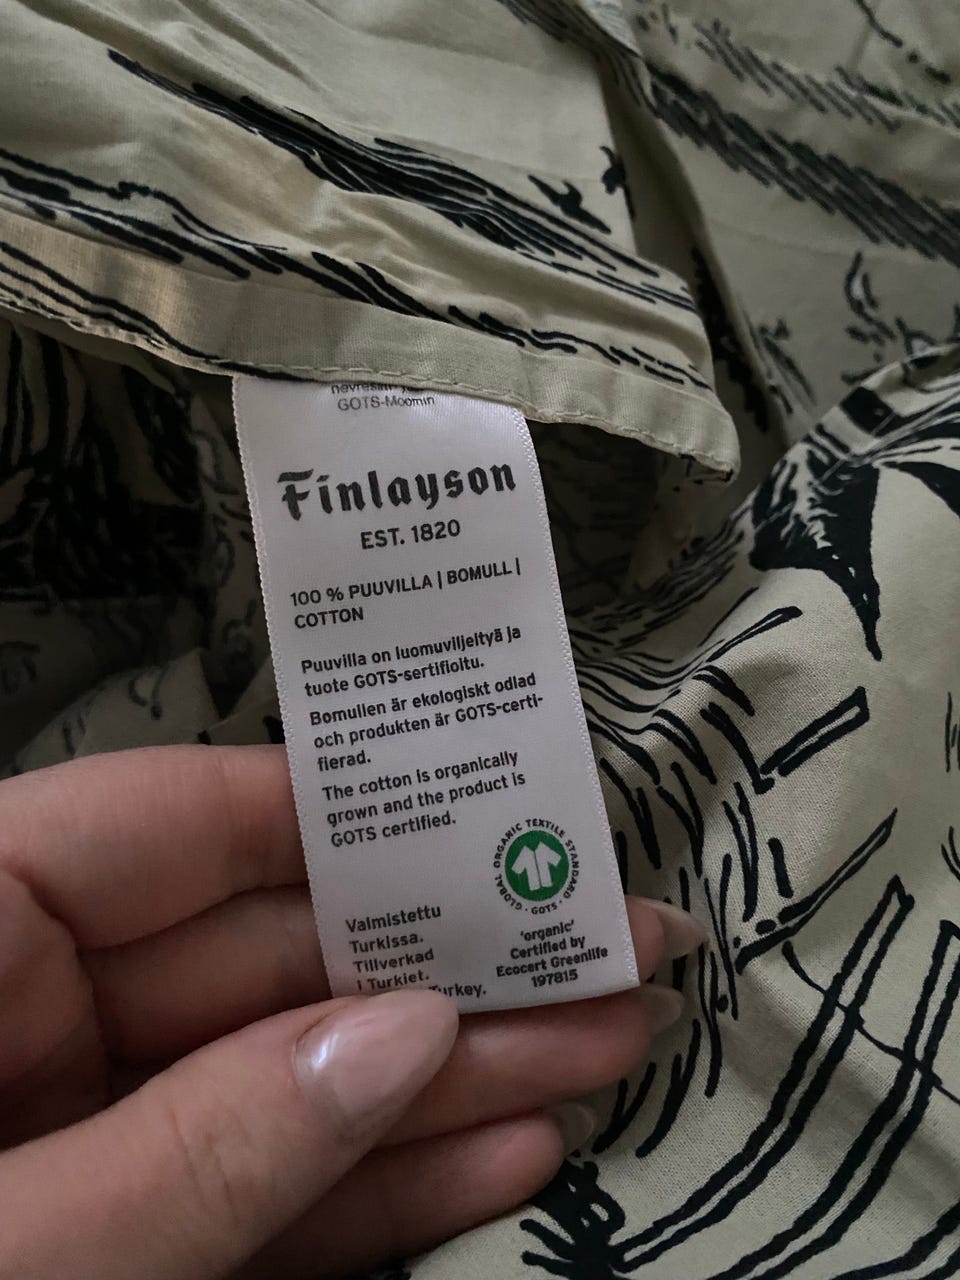 GOTS-Moomin
Finlayson
EST. 1820
100 % PUUVILLA | BOMULL |
COTTON
Puuvilla on luomuviljeltyä ja
tuote GOTS-sertifioitu.
Bomullen är ekologiskt odlad
och produkten är GOTS-certi-
fierad.
The cotton is organically
grown and the product is
GOTS certified.
GLOBAL ORGANIC TEXTILE STANDARD
· GOTS ·
Valmistettu
Turkissa.
Tillverkad
i Turkiet.
Turkey.
'organic'
Certified by
Ecocert Greenlife
197815